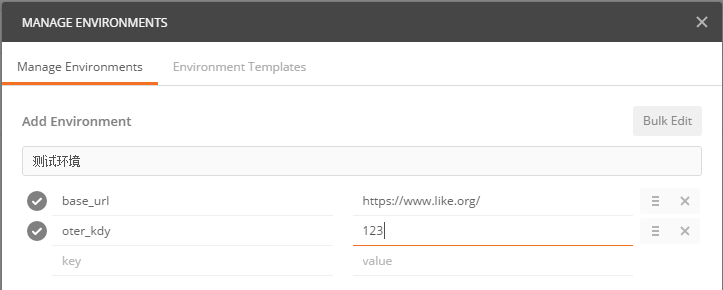 MANAGE ENVIRONMENTS
Manage Environments Environment Templates
Add Environment Bulk Edit
测试环境
base_url https://www.like.org/
oter_kdy 123
key value